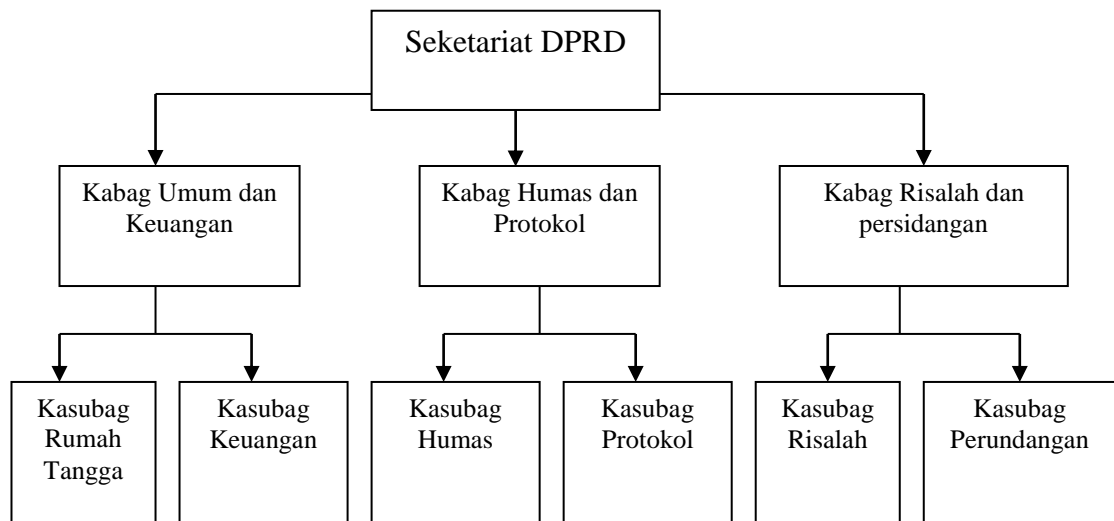 Seketariat DPRD
Kabag Umum dan
Keuangan
Kabag Humas dan
Protokol
Kabag Risalah dan
persidangan
Kasubag
Rumah
Tangga
Kasubag
Keuangan
Kasubag
Humas
Kasubag
Protokol
Kasubag
Risalah
Kasubag
Perundangan